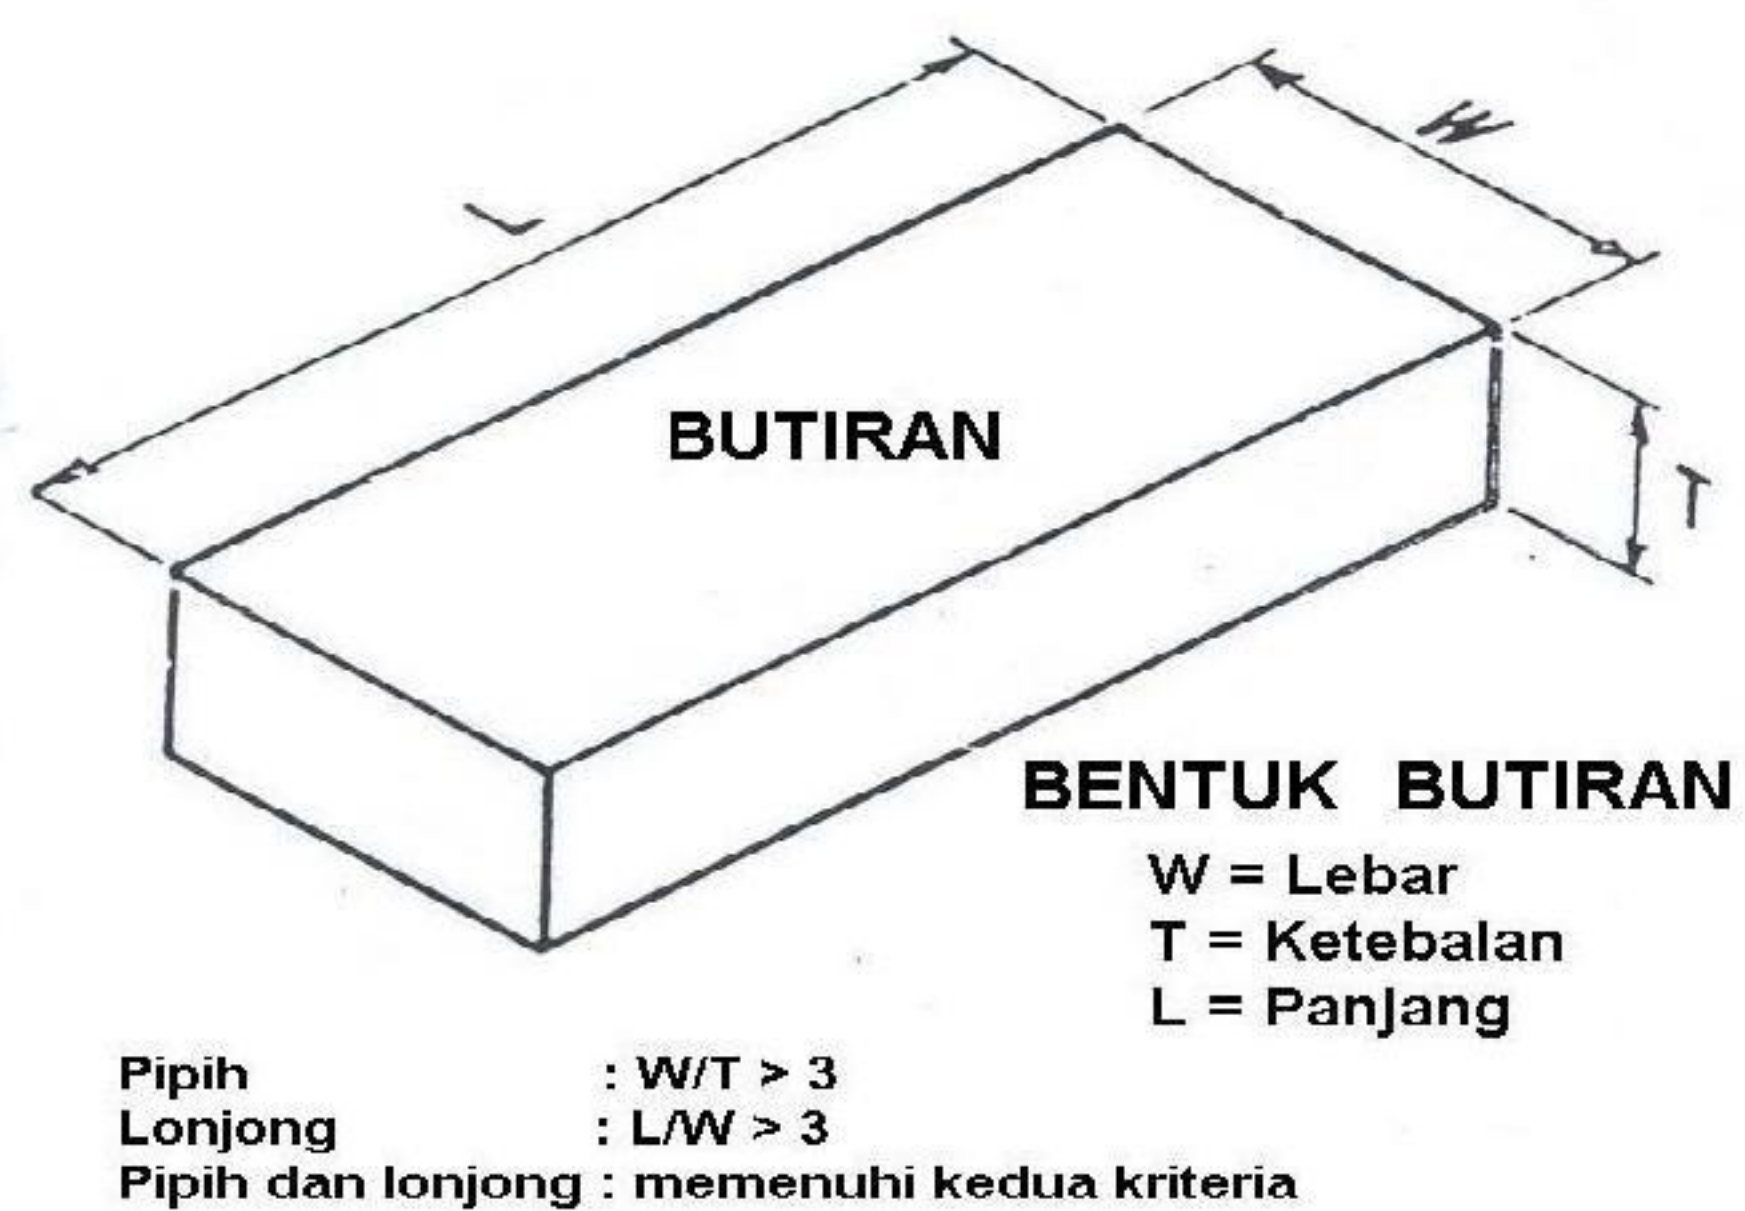 L
W
BUTIRAN
T
BENTUK BUTIRAN
W = Lebar
T = Ketebalan
L = Panjang
Pipih : W/T > 3
Lonjong : L/W > 3
Pipih dan lonjong : memenuhi kedua kriteria